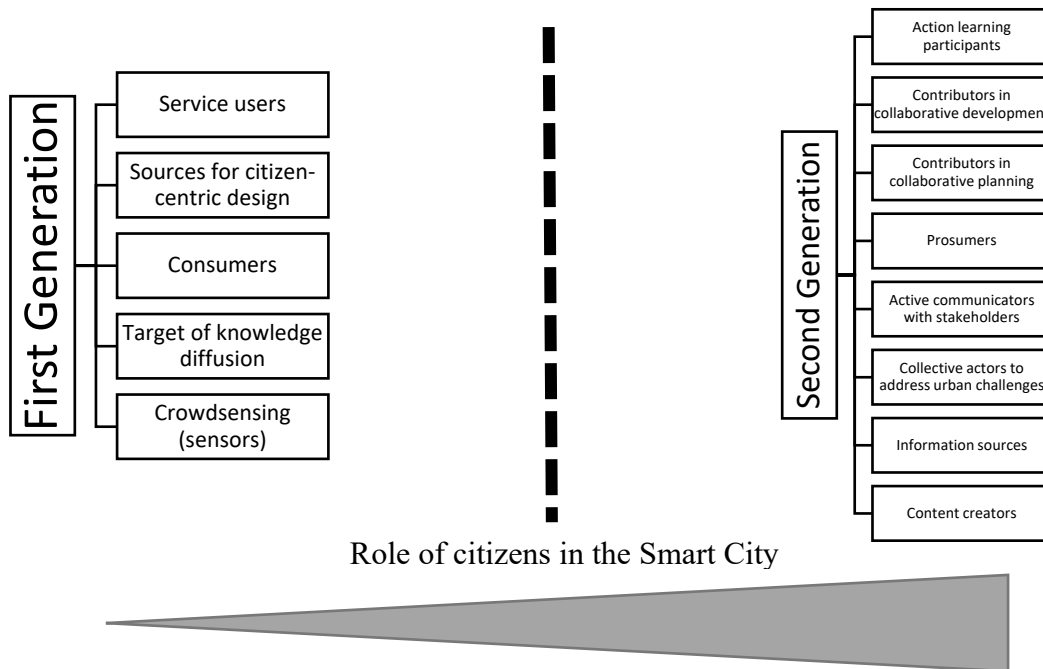 First Generation
Service users
Sources for citizen-
centric design
Consumers
Target of knowledge
diffusion
Crowdsensing
(sensors)
Second Generation
Action learning
participants
Contributors in
collaborative development
Contributors in
collaborative planning
Prosumers
Active communicators
with stakeholders
Collective actors to
address urban challenges
Information sources
Content creators
Role of citizens in the Smart City